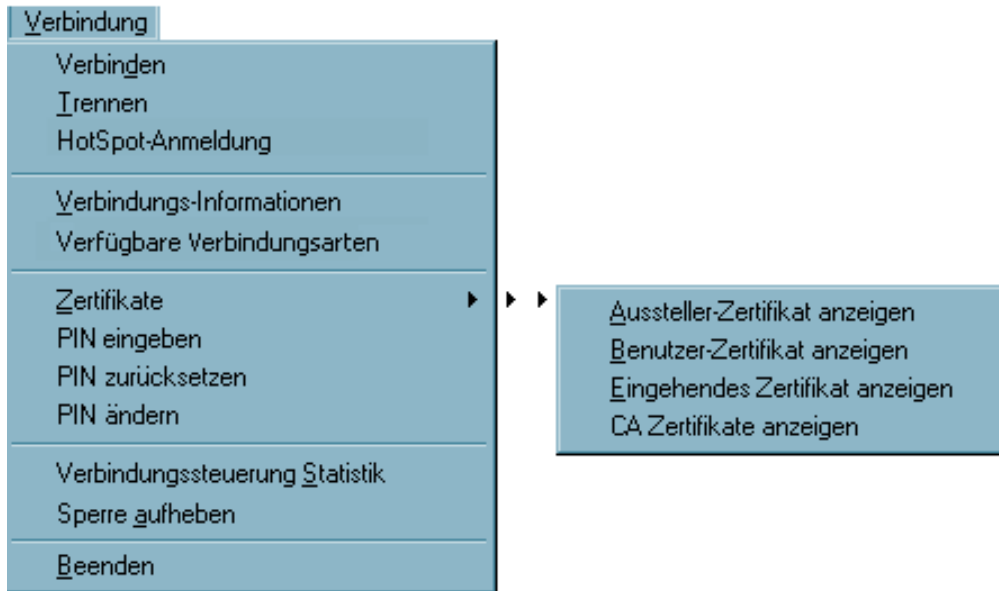 Verbindung
Verbinden
Trennen
HotSpot-Anmeldung
Verbindungs-Informationen
Verfügbare Verbindungsarten
Zertifikate
PIN eingeben
PIN zurücksetzen
PIN ändern
Verbindungssteuerung Statistik
Sperre aufheben
Beenden
Aussteller-Zertifikat anzeigen
Benutzer-Zertifikat anzeigen
Eingehendes Zertifikat anzeigen
CA Zertifikate anzeigen